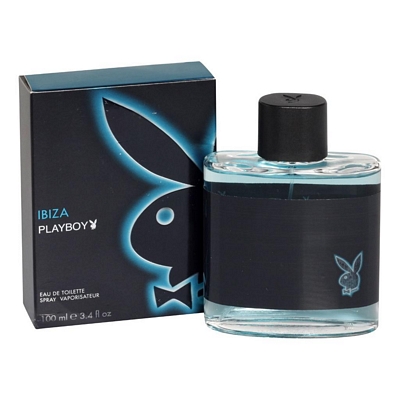 IBIZA
PLAYBOY
EAU DE TOILETTE
SPRAY VAPORISATEUR
100 ml e 3.4 fl oz